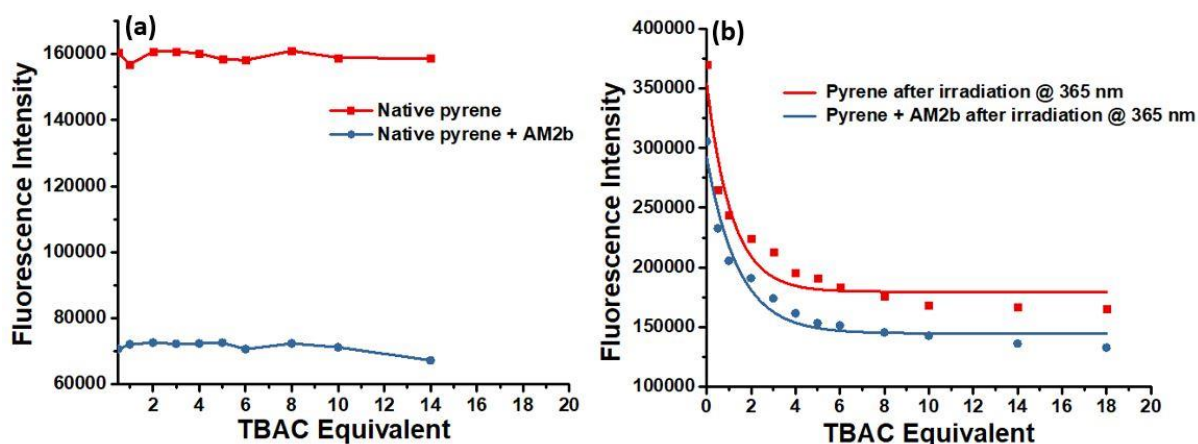 (a)
Fluorescence Intensity
160000
140000
120000
100000
80000
60000
Native pyrene
Native pyrene + AM2b
2 4 6 8 10 12 14 16 18 20
TBAC Equivalent
(b)
Fluorescence Intensity
400000
350000
300000
250000
200000
150000
100000
Pyrene after irradiation @ 365 nm
Pyrene + AM2b after irradiation @ 365 nm
0 2 4 6 8 10 12 14 16 18 20
TBAC Equivalent